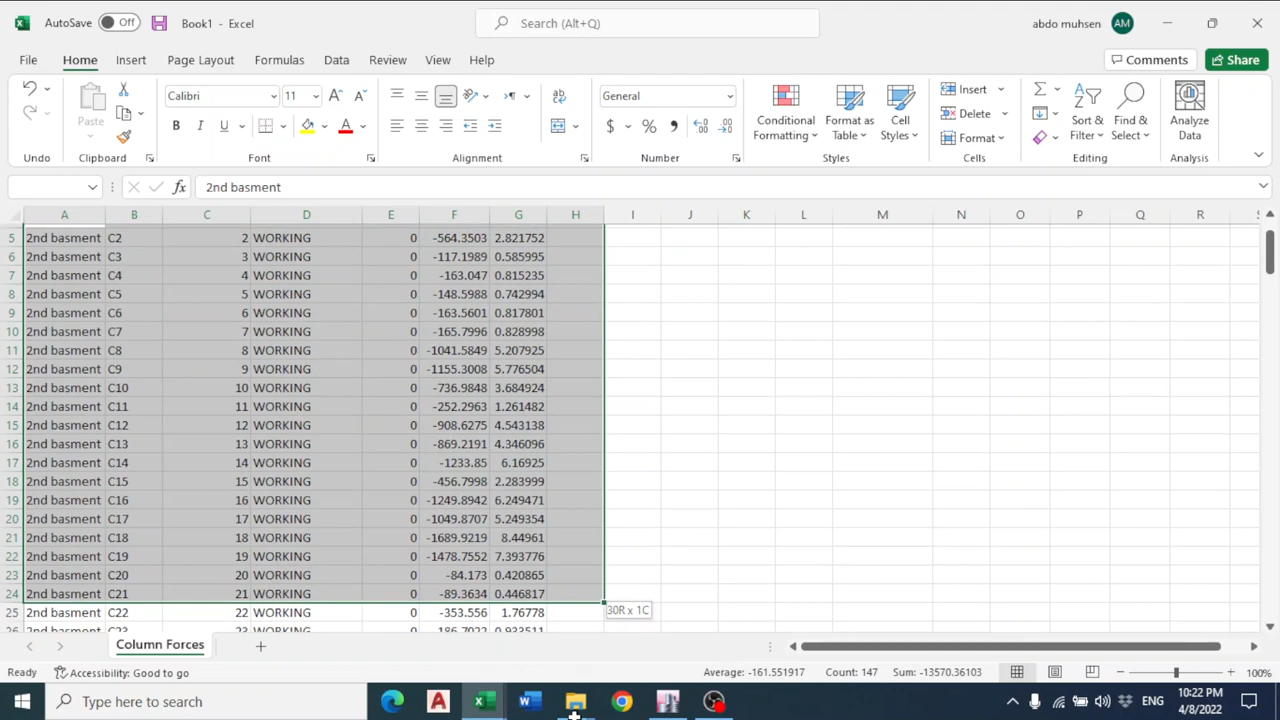 AutoSave Off Book1 - Excel Search (Alt+Q) abdo muhsen AM
File Home Insert Page Layout Formulas Data Review View Help Comments Share
Calibri 11 General Insert
Paste Delete Conditional Formatting Format as Table Cell Styles Sort & Filter Find & Select Analyze Data
B I U $ % Format
Undo Clipboard Font Alignment Number Styles Cells Editing Analysis
fx 2nd basment
A B C D E F G H I J K L M N O P Q R
5 2nd basment C2 2 WORKING 0 -564.3503 2.821752
6 2nd basment C3 3 WORKING 0 -117.1989 0.585995
7 2nd basment C4 4 WORKING 0 -163.047 0.815235
8 2nd basment C5 5 WORKING 0 -148.5988 0.742994
9 2nd basment C6 6 WORKING 0 -163.5601 0.817801
10 2nd basment C7 7 WORKING 0 -165.7996 0.828998
11 2nd basment C8 8 WORKING 0 -1041.5849 5.207925
12 2nd basment C9 9 WORKING 0 -1155.3008 5.776504
13 2nd basment C10 10 WORKING 0 -736.9848 3.684924
14 2nd basment C11 11 WORKING 0 -252.2963 1.261482
15 2nd basment C12 12 WORKING 0 -908.6275 4.543138
16 2nd basment C13 13 WORKING 0 -869.2191 4.346096
17 2nd basment C14 14 WORKING 0 -1233.85 6.16925
18 2nd basment C15 15 WORKING 0 -456.7998 2.283999
19 2nd basment C16 16 WORKING 0 -1249.8942 6.249471
20 2nd basment C17 17 WORKING 0 -1049.8707 5.249354
21 2nd basment C18 18 WORKING 0 -1689.9219 8.44961
22 2nd basment C19 19 WORKING 0 -1478.7552 7.393776
23 2nd basment C20 20 WORKING 0 -84.173 0.420865
24 2nd basment C21 21 WORKING 0 -89.3634 0.446817
30R x 1C
25 2nd basment C22 22 WORKING 0 -353.556 1.76778
26 2nd basment C23 23 WORKING 0 -186.7022 0.933511
Column Forces
Ready Accessibility: Good to go Average: -161.551917 Count: 147 Sum: -13570.36103 100%
Type here to search ENG 10:22 PM
4/8/2022